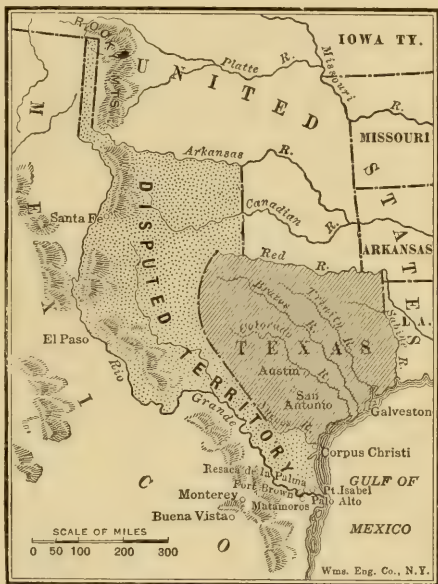 ROCKY
MTS.
UNITED
STATES
IOWA TY.
Platte R.
Missouri
R.
MISSOURI
Arkansas R.
Canadian
R.
ARKANSAS
Red R.
LA.
MEXICO
Santa Fe
DISPUTED
TERRITORY
Brazos R.
Trinity R.
Sabine R.
Colorado R.
TEXAS
El Paso
Rio Grande
Austin
San
Antonio
Galveston
Nueces R.
Corpus Christi
Resaca de la Palma
Fort Brown
Pt. Isabel
Monterey
Matamoros
Palo Alto
Buena Vista
GULF OF
MEXICO
SCALE OF MILES
0 50 100 200 300
Wms. Eng. Co., N.Y.